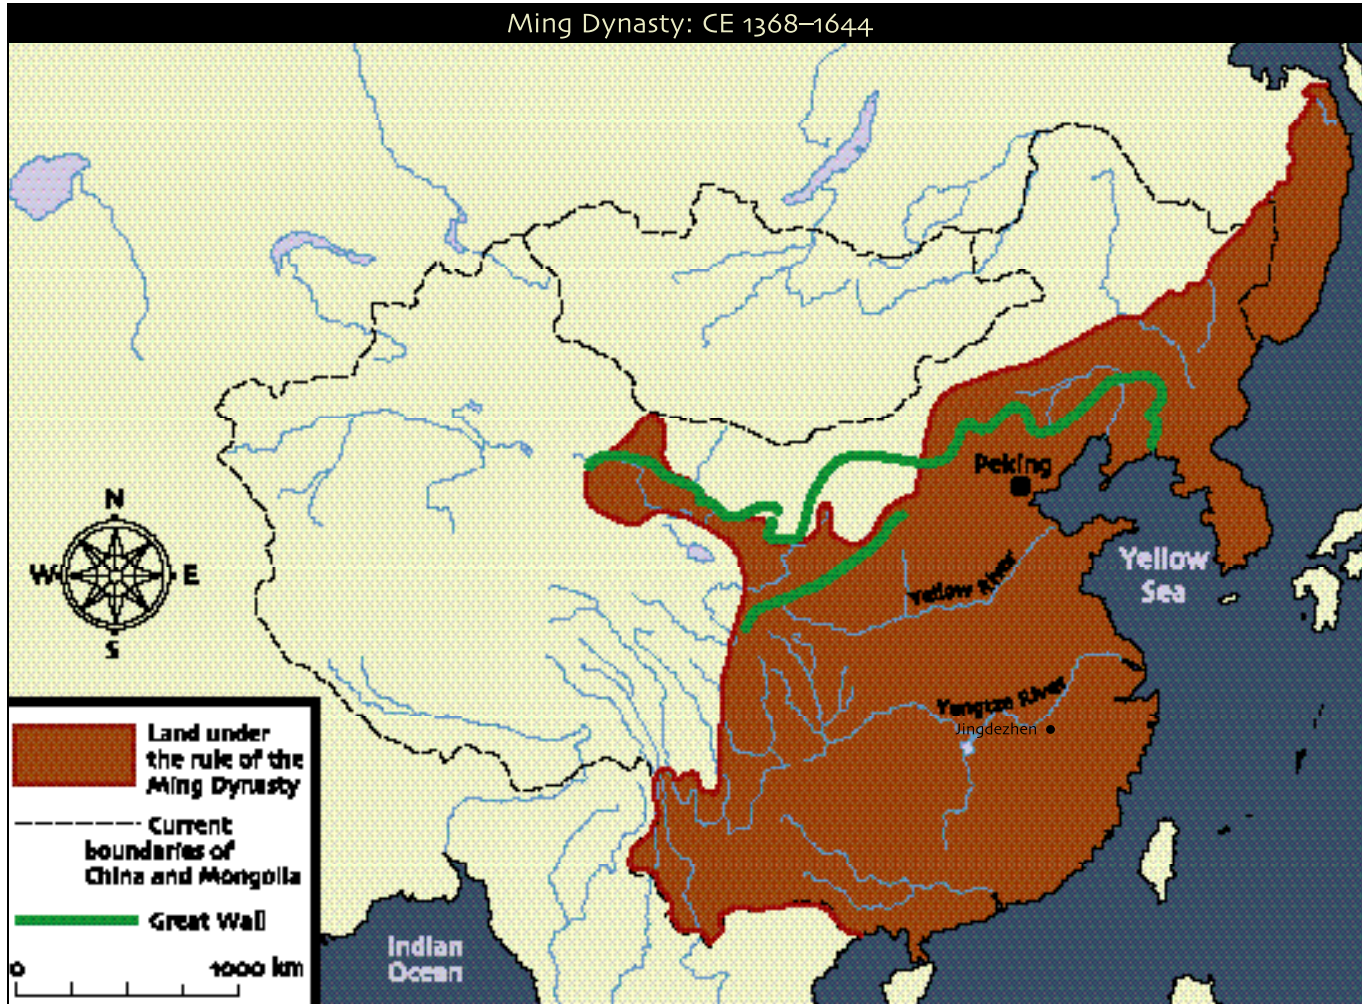 Ming Dynasty: CE 1368–1644
Peking
Yellow
Sea
Yellow River
Yangtze River
Jingdezhen
N
W
E
S
Land under
the rule of the
Ming Dynasty
Current
boundaries of
China and Mongolia
Great Wall
0
1000 km
Indian
Ocean